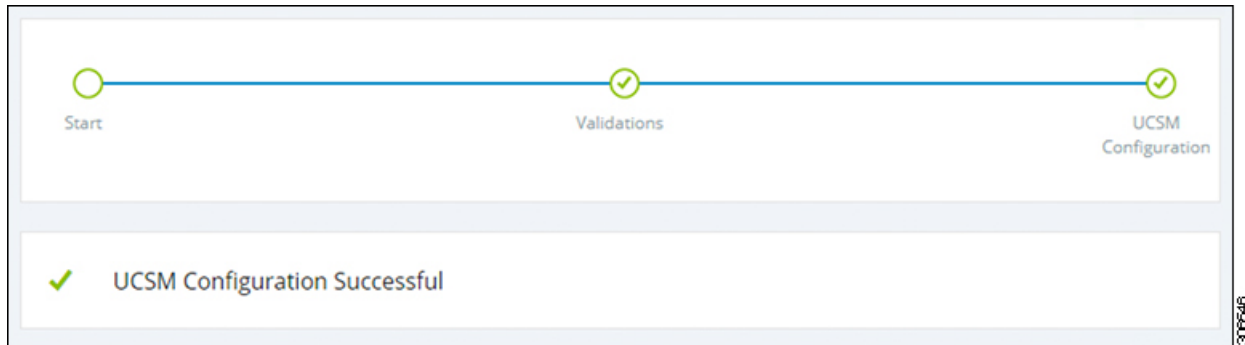 Start
Validations
UCSM
Configuration
UCSM Configuration Successful